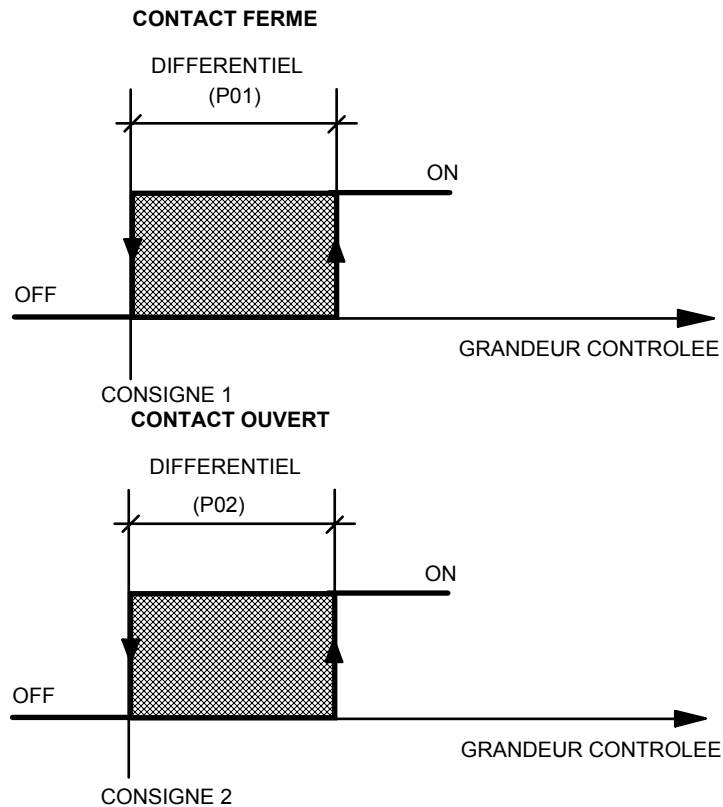 CONTACT FERME
DIFFERENTIEL
(P01)
ON
OFF
GRANDEUR CONTROLEE
CONSIGNE 1
CONTACT OUVERT
DIFFERENTIEL
(P02)
ON
OFF
GRANDEUR CONTROLEE
CONSIGNE 2